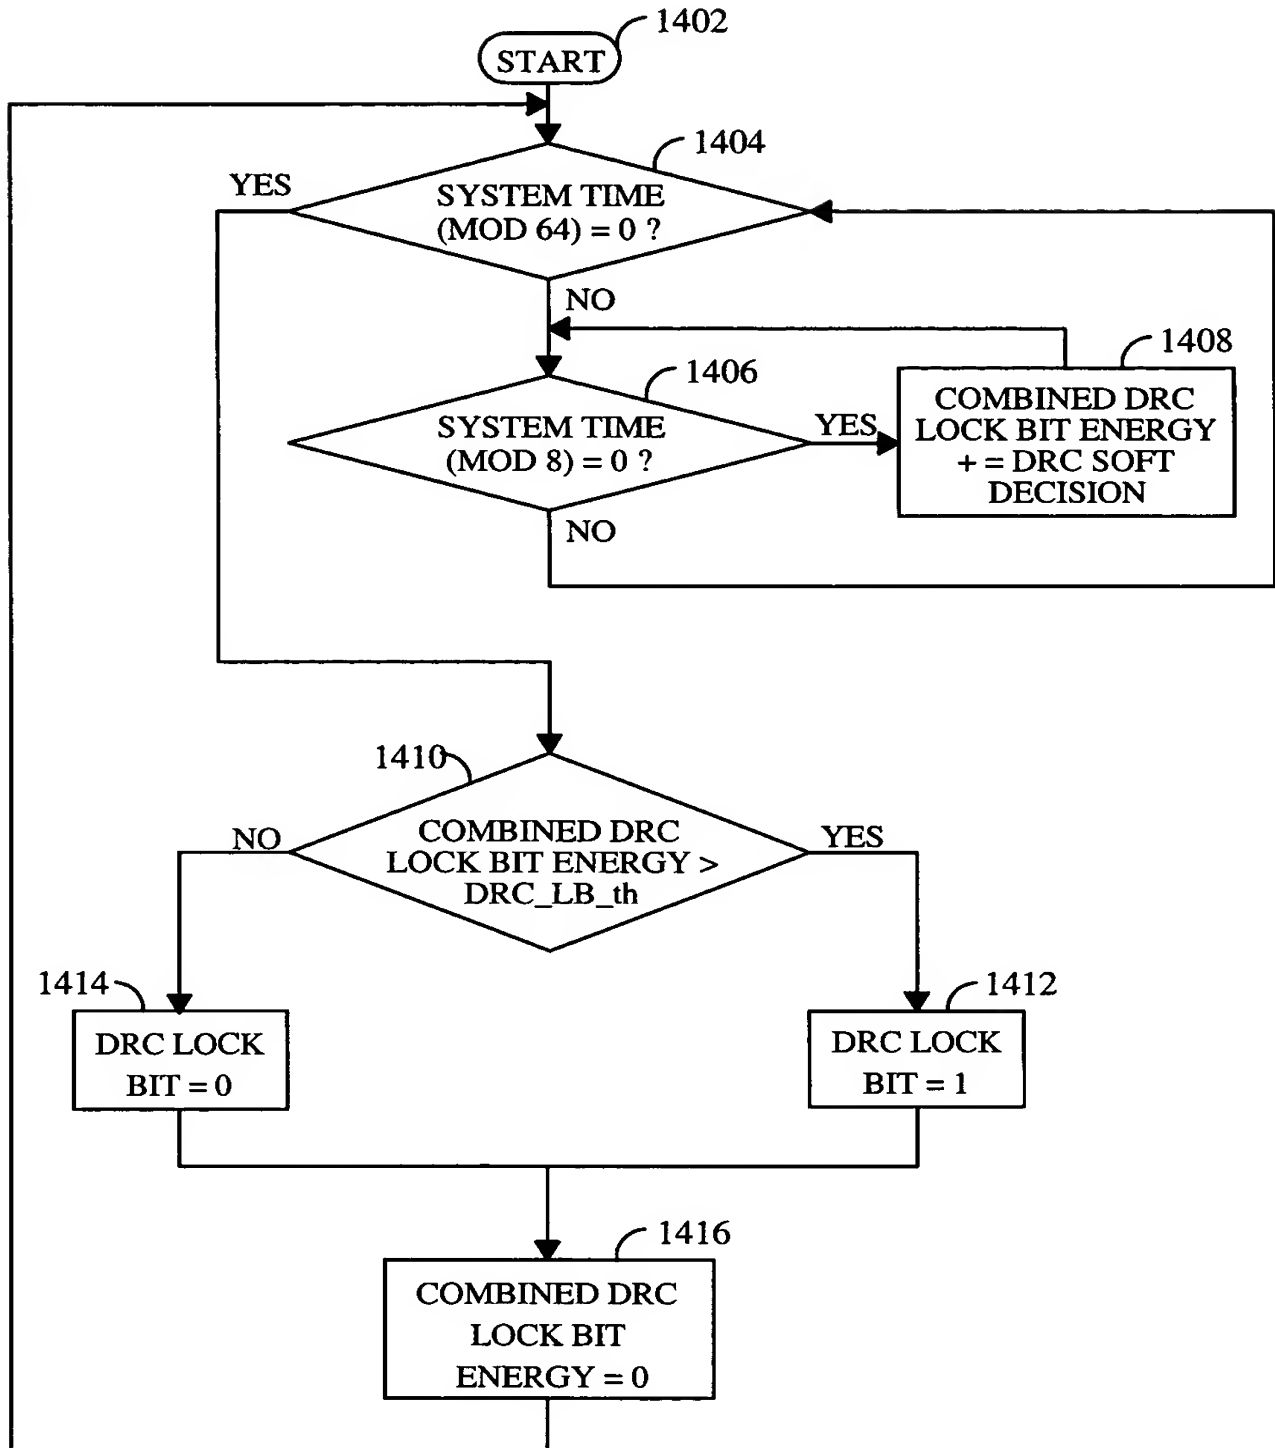 1402
START
1404
YES
SYSTEM TIME
(MOD 64) = 0 ?
NO
1408
1406
COMBINED DRC
LOCK BIT ENERGY
+ = DRC SOFT
DECISION
SYSTEM TIME
(MOD 8) = 0 ?
YES
NO
1410
NO
COMBINED DRC
LOCK BIT ENERGY >
DRC_LB_th
YES
1414
DRC LOCK
BIT = 0
1412
DRC LOCK
BIT = 1
1416
COMBINED DRC
LOCK BIT
ENERGY = 0